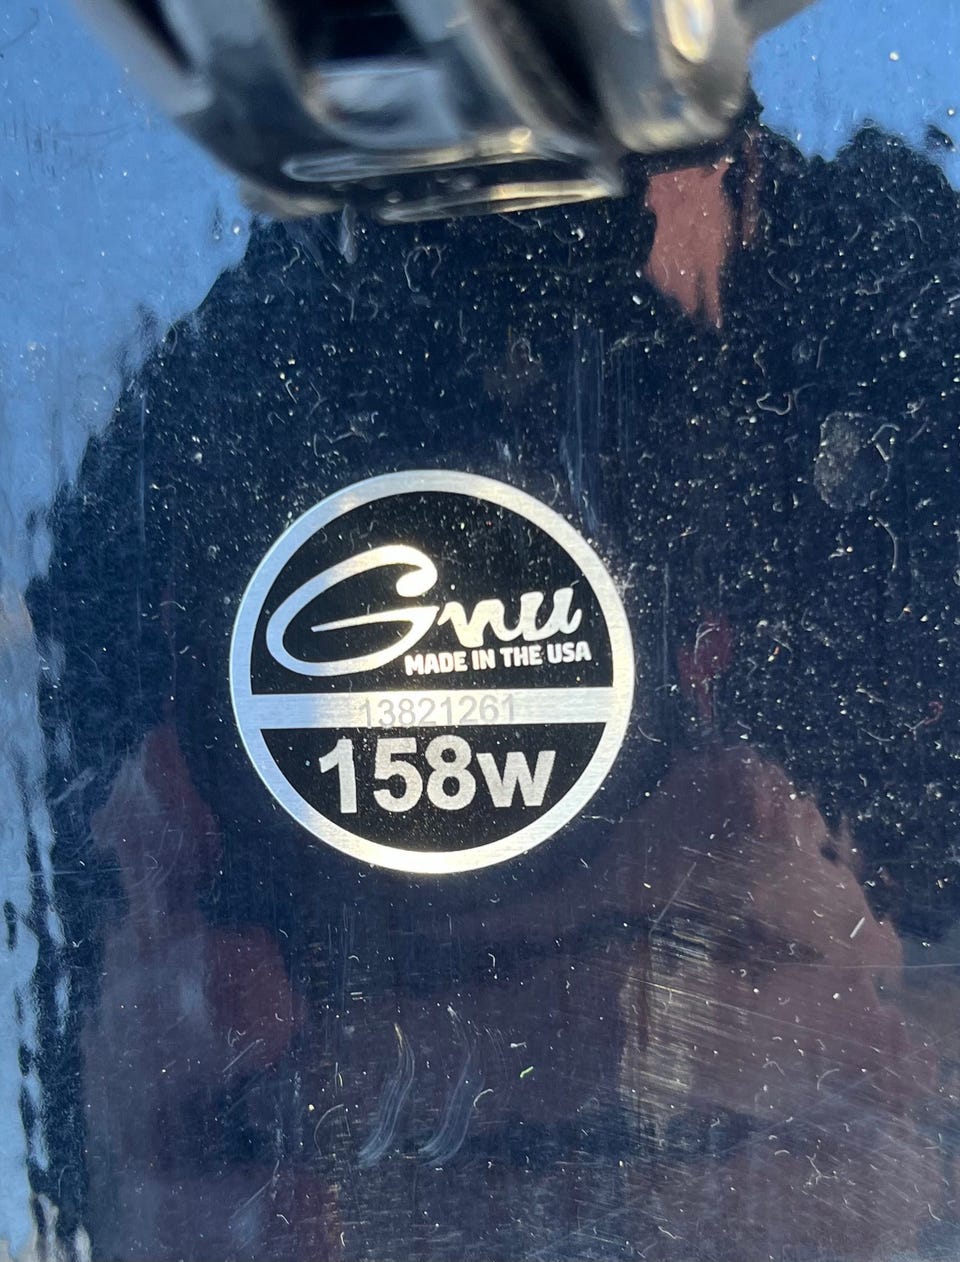 Gnu
MADE IN THE USA
13821261
158W